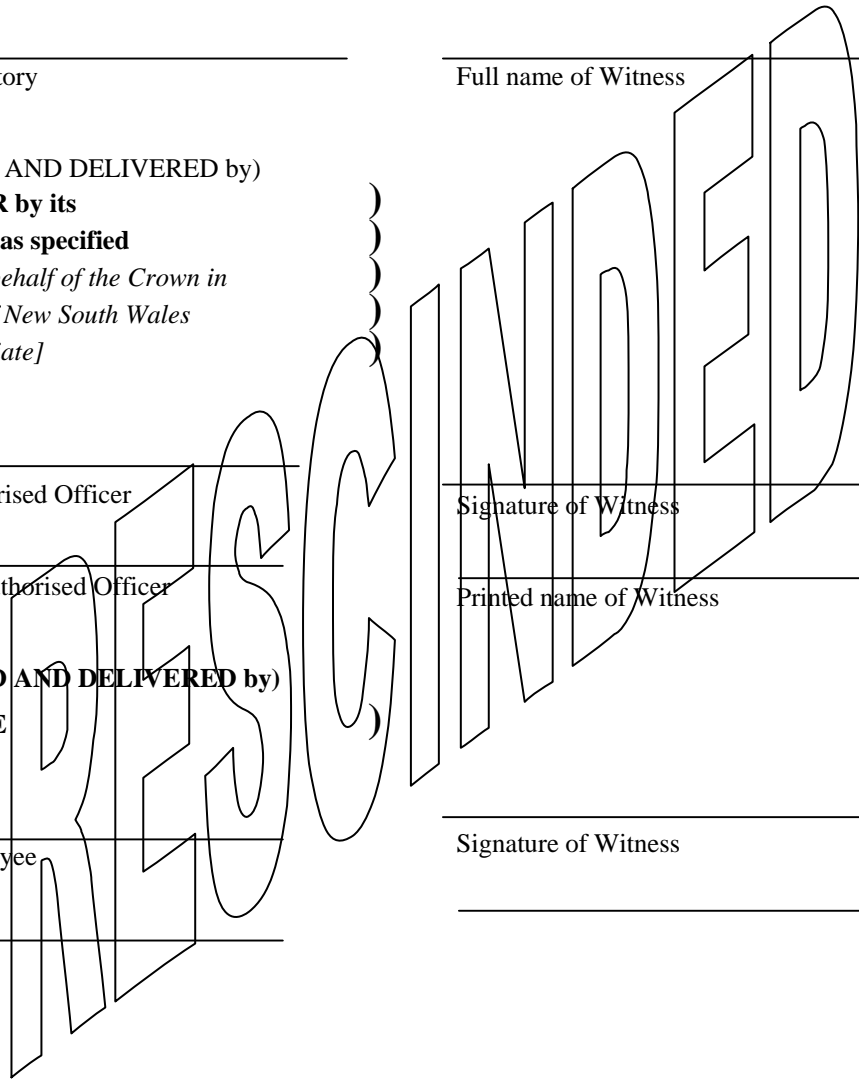 tory Full name of Witness
AND DELIVERED by)
R by its )
as specified )
ehalf of the Crown in )
New South Wales )
iate] )
rised Officer Signature of Witness
thorised Officer Printed name of Witness
D AND DELIVERED by)
E )
yee Signature of Witness
RESCINDED